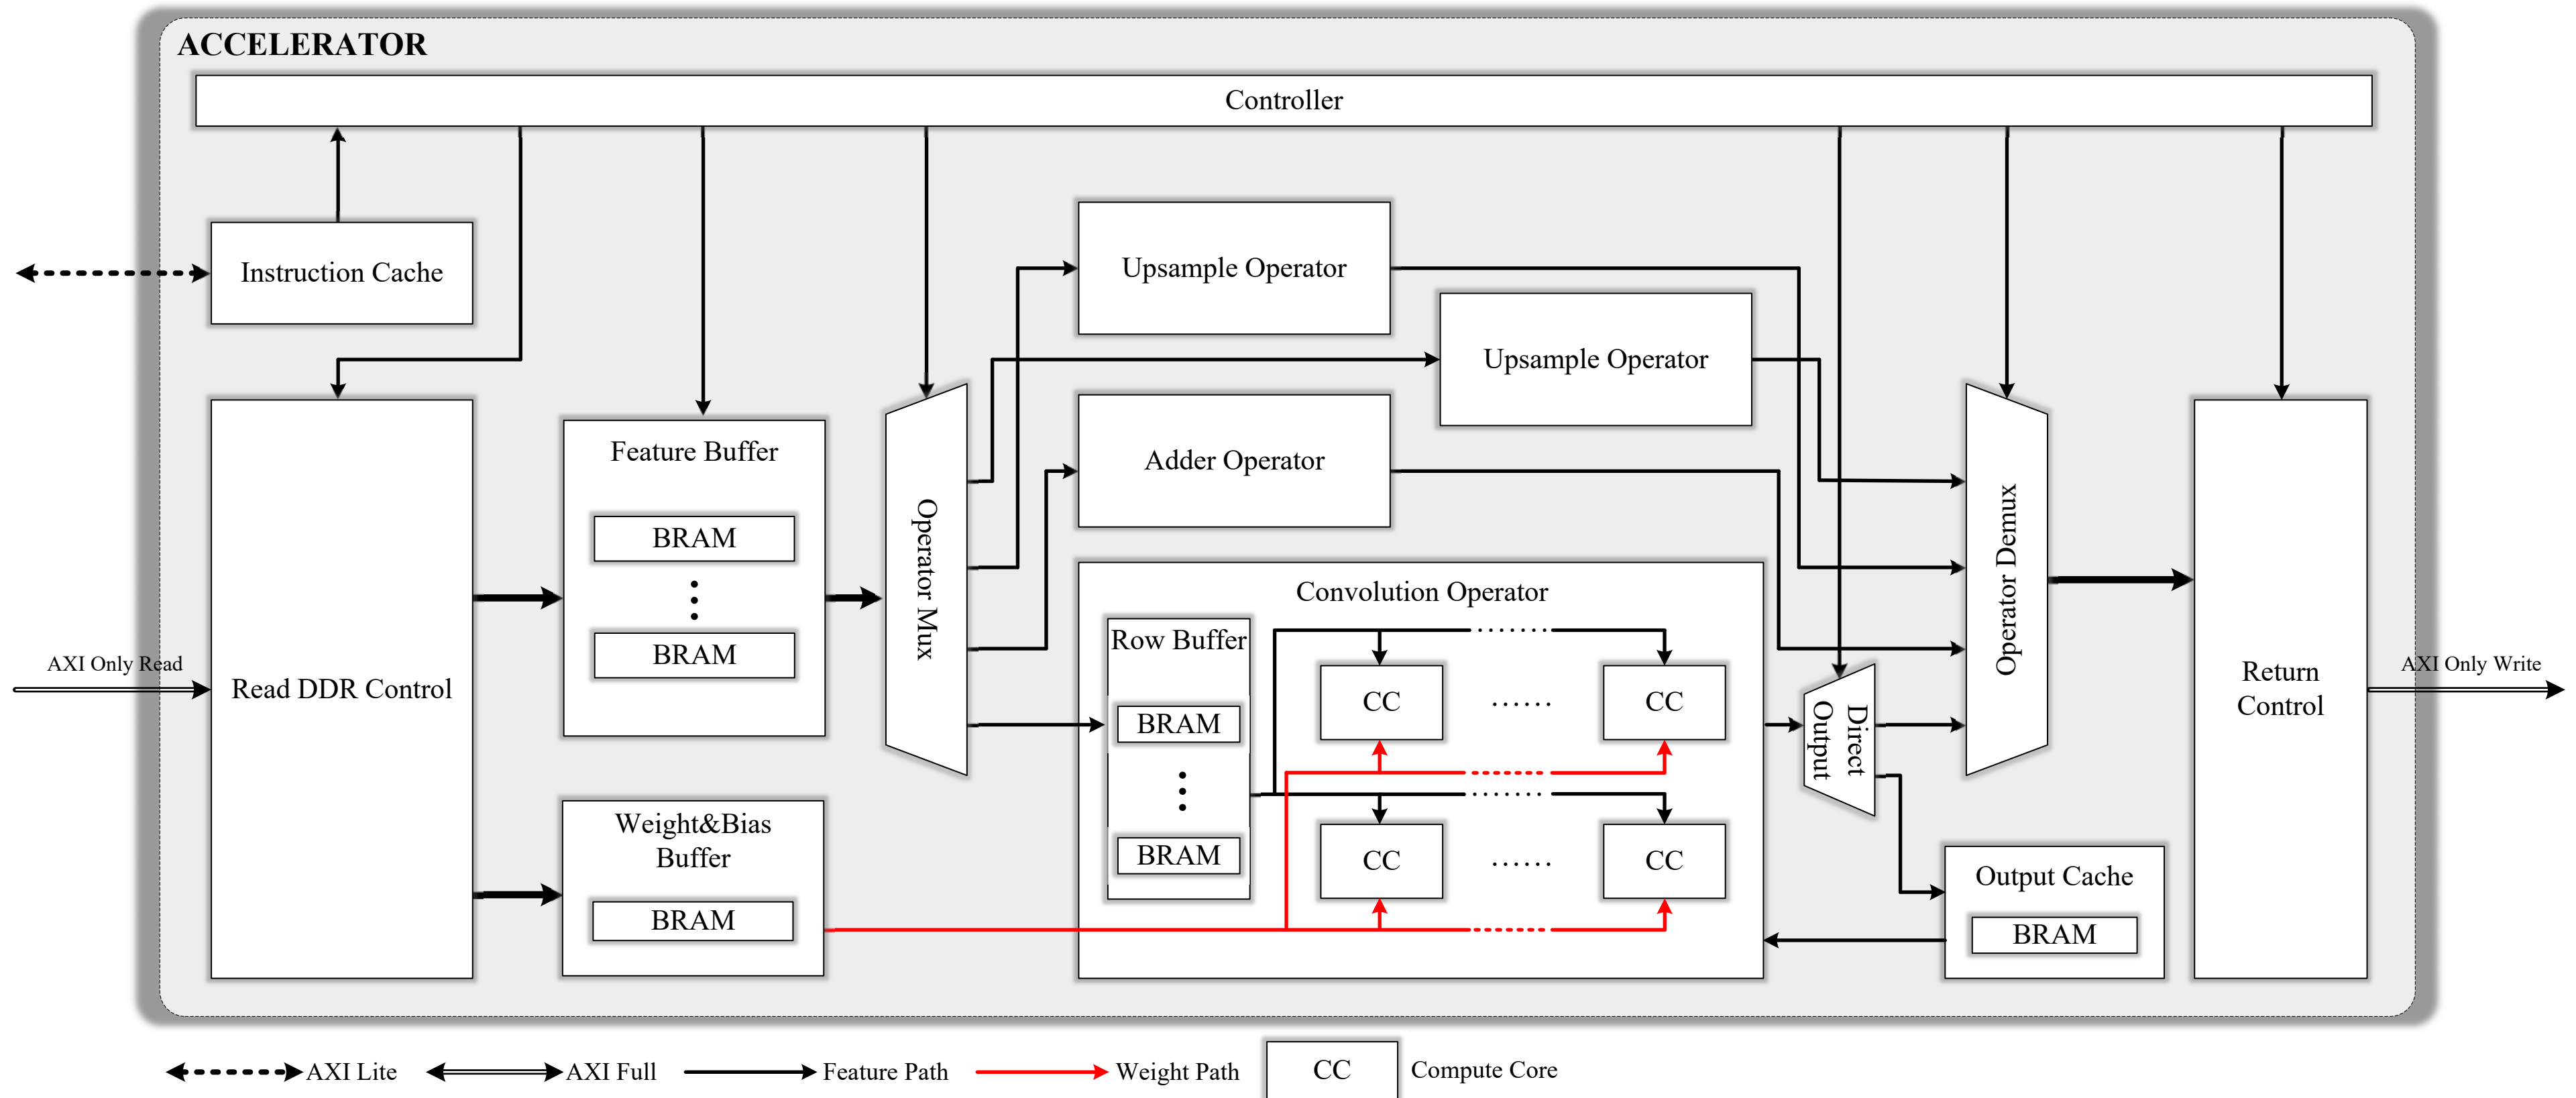 ACCELERATOR
Controller
Instruction Cache
Upsample Operator
Upsample Operator
Adder Operator
Feature Buffer
BRAM
BRAM
Operator Mux
Operator Demux
AXI Only Read
Read DDR Control
Convolution Operator
Row Buffer
BRAM
BRAM
CC
......
CC
CC
......
CC
Direct
Output
Return
Control
AXI Only Write
Weight&Bias
Buffer
BRAM
Output Cache
BRAM
AXI Lite
AXI Full
Feature Path
Weight Path
CC
Compute Core